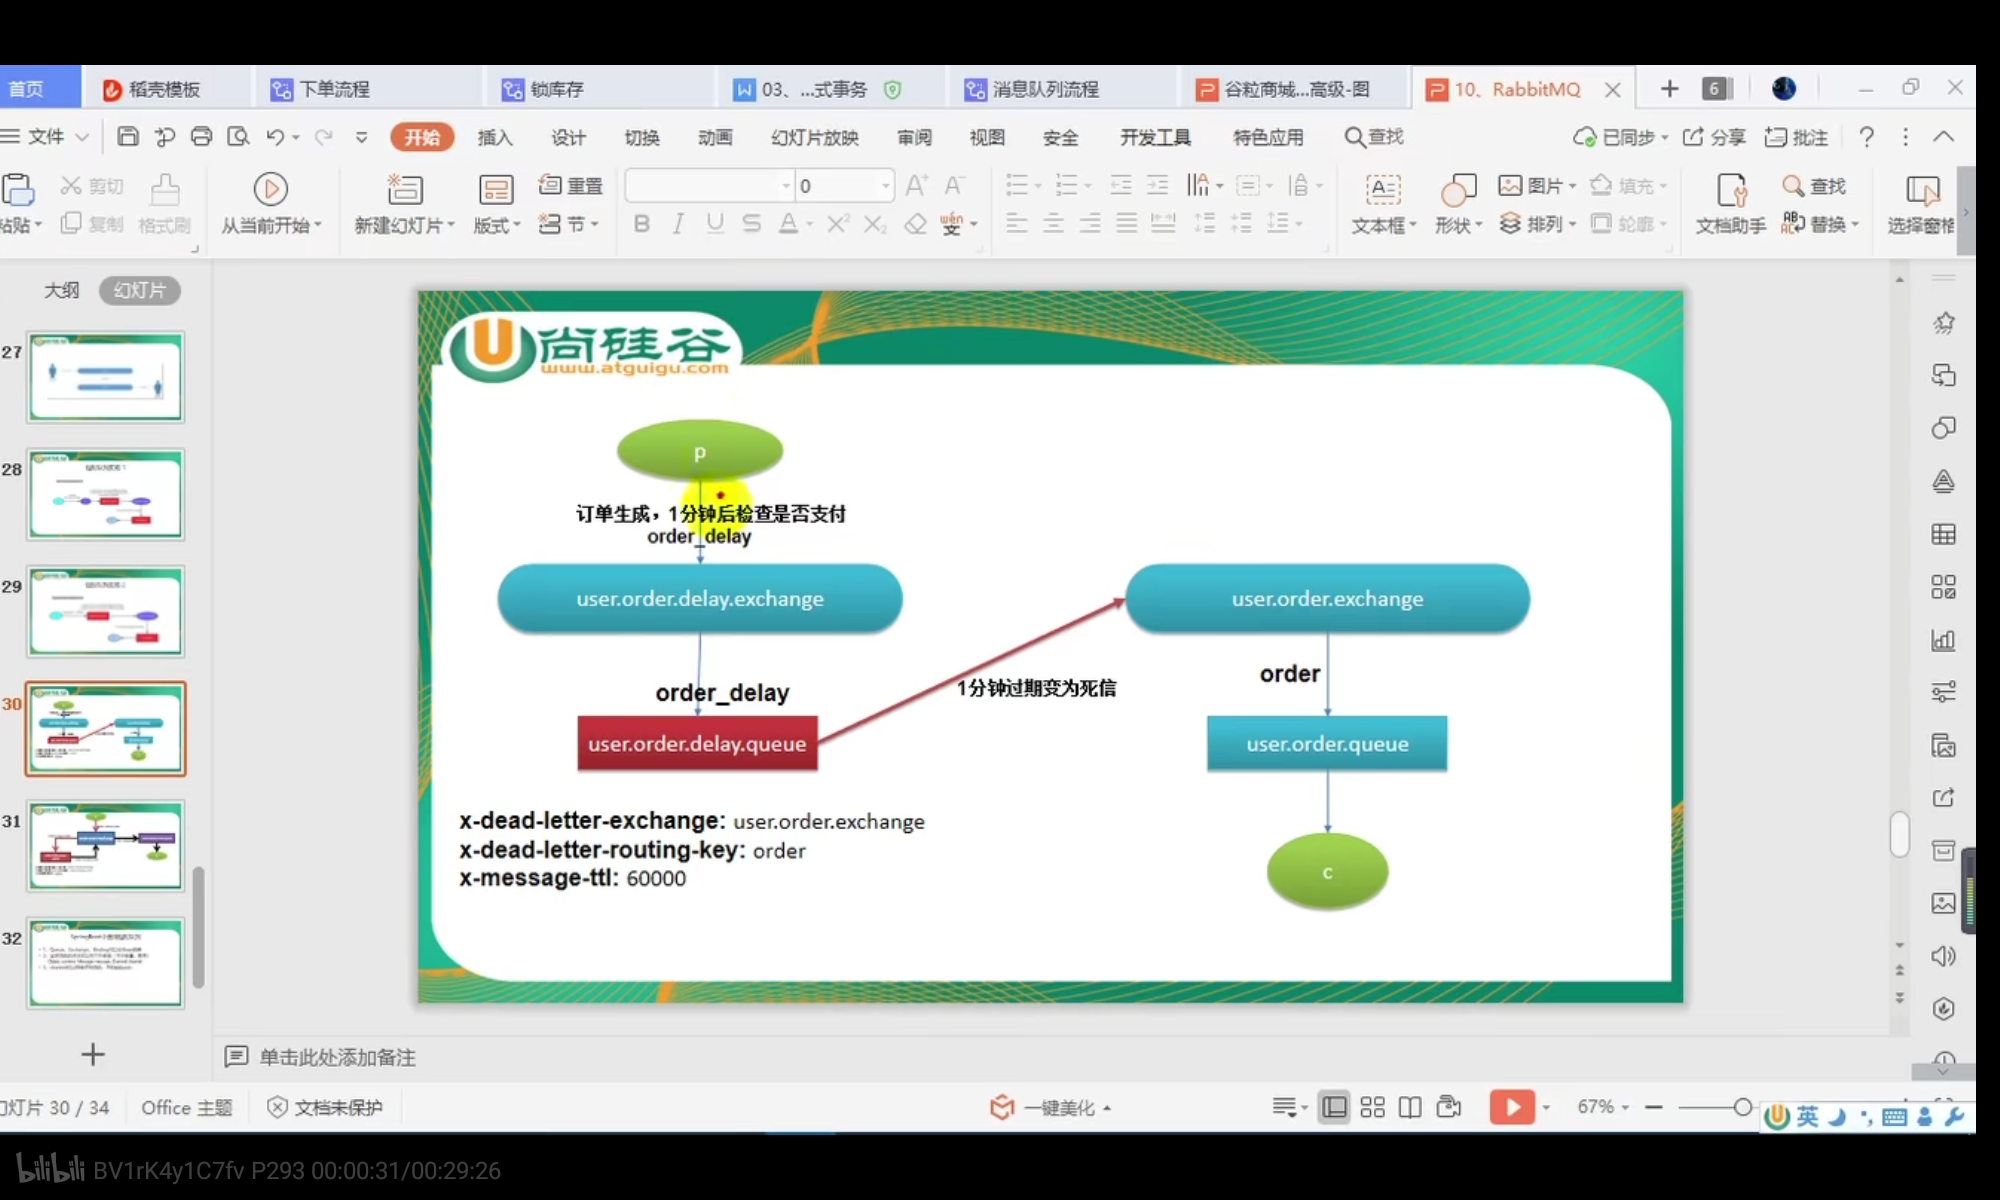 首页
稻壳模板
下单流程
锁库存
03、...式事务
消息队列流程
谷粒商城...高级-图
10、RabbitMQ
6
文件
开始
插入
设计
切换
动画
幻灯片放映
审阅
视图
安全
开发工具
特色应用
查找
已同步
分享
批注
剪切
复制
格式刷
从当前开始
新建幻灯片
版式
重置
节
0
文本框
形状
图片
排列
填充
轮廓
文档助手
查找
替换
选择窗格
大纲
幻灯片
27
28
29
30
31
32
尚硅谷
www.atguigu.com
p
订单生成，1分钟后检查是否支付
order_delay
user.order.delay.exchange
user.order.exchange
order_delay
1分钟过期变为死信
order
user.order.delay.queue
user.order.queue
x-dead-letter-exchange: user.order.exchange
x-dead-letter-routing-key: order
x-message-ttl: 60000
c
单击此处添加备注
灯片 30 / 34
Office 主题
文档未保护
一键美化
67%
英
bilibili BV1rK4y1C7fv P293 00:00:31/00:29:26